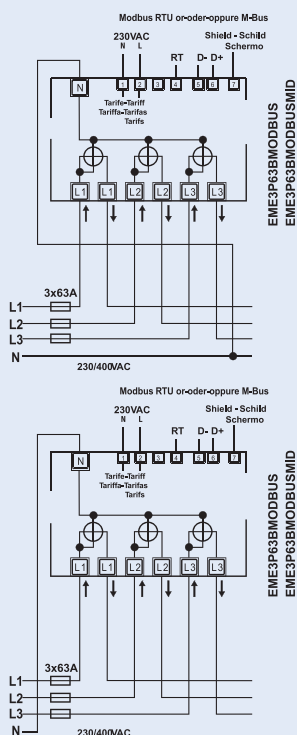 Modbus RTU or-oder-oppure M-Bus
230VAC
N L
RT
D- D+
Shield - Schild
Schermo
N
1 2 3 4 5 6 7
Tarife-Tariff
Tariffa-Tarifas
Tarifs
L1 L1 L2 L2 L3 L3
EME3P63BMODBUS
EME3P63BMODBUSMID
3x63A
L1
L2
L3
N
230/400VAC
Modbus RTU or-oder-oppure M-Bus
230VAC
N L
RT
D- D+
Shield - Schild
Schermo
N
1 2 3 4 5 6 7
Tarife-Tariff
Tariffa-Tarifas
Tarifs
L1 L1 L2 L2 L3 L3
EME3P63BMODBUS
EME3P63BMODBUSMID
3x63A
L1
L2
L3
N
230/400VAC